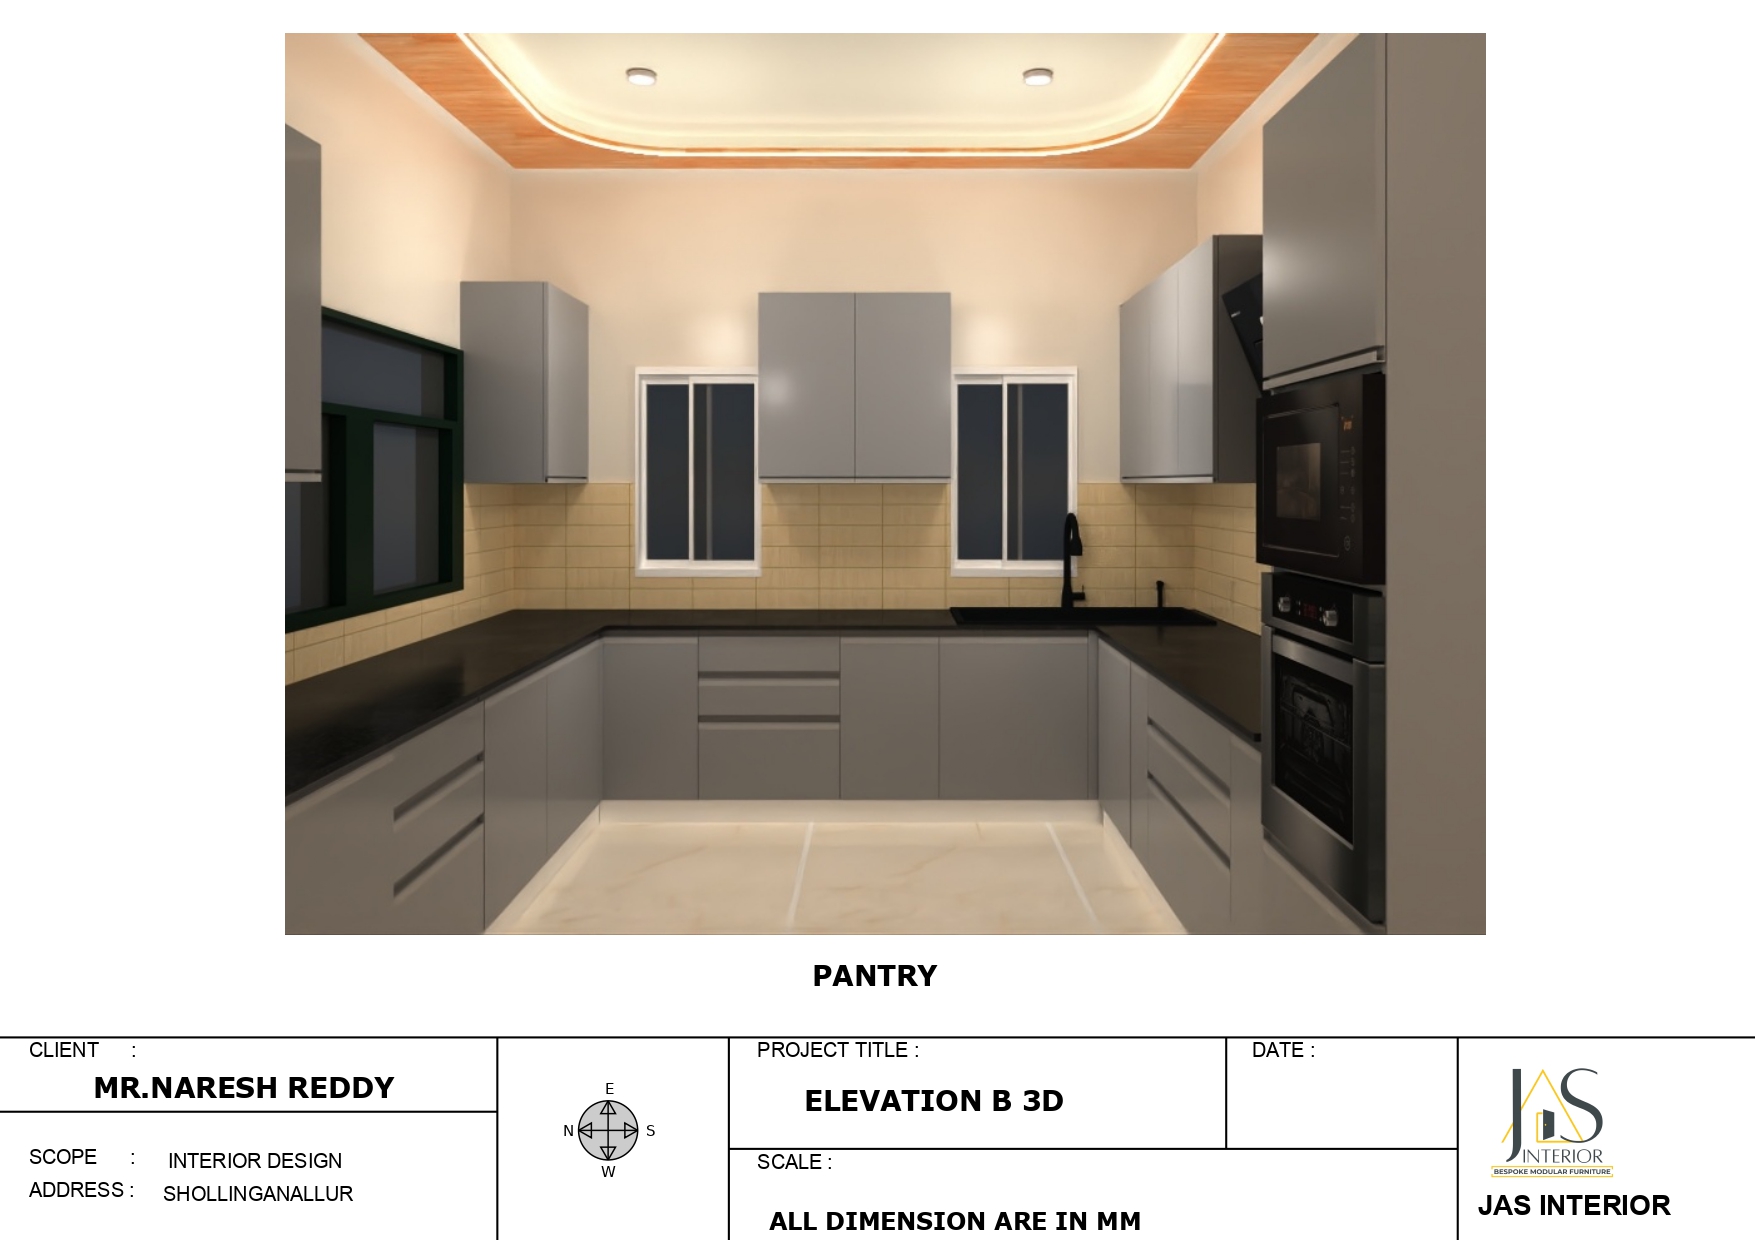 PANTRY
CLIENT :
MR.NARESH REDDY
SCOPE : INTERIOR DESIGN
ADDRESS : SHOLLINGANALLUR
E
N S
W
PROJECT TITLE :
ELEVATION B 3D
DATE :
SCALE :
ALL DIMENSION ARE IN MM
JAS
INTERIOR
BESPOKE MODULAR FURNITURE
JAS INTERIOR